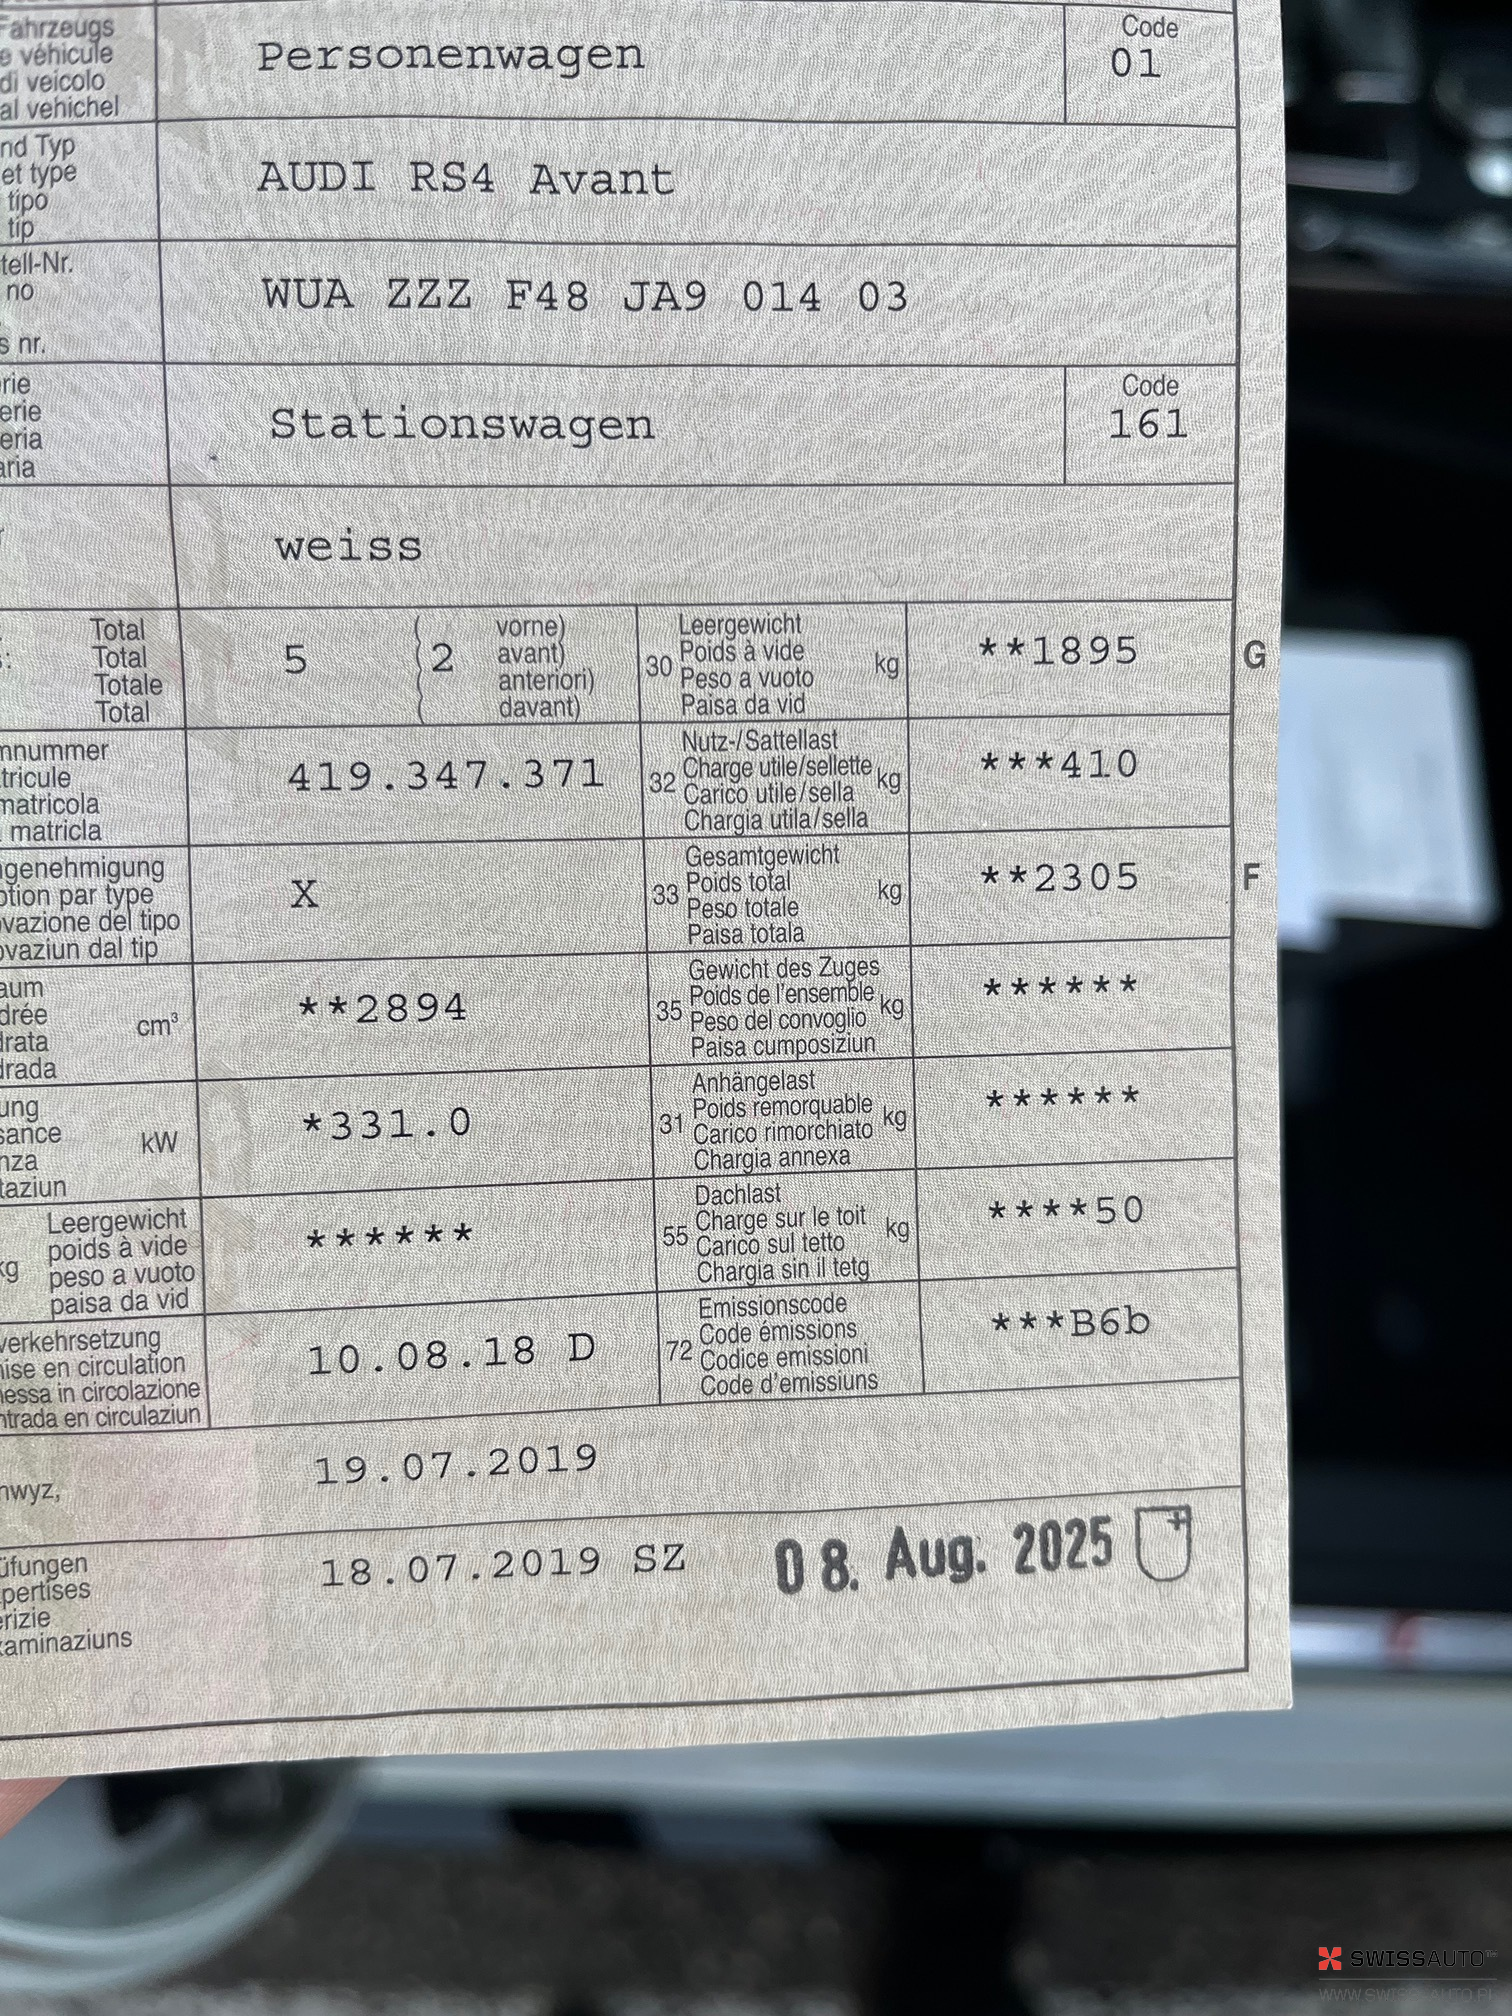 Fahrzeugs
e véhicule
di veicolo
al vehichel
Personenwagen
Code
01
nd Typ
et type
tipo
tip
AUDI RS4 Avant
tell-Nr.
no
s nr.
WUA ZZZ F48 JA9 014 03
rie
erie
eria
aria
Stationswagen
Code
161
weiss
Total
Total
Totale
Total
5
2
vorne)
avant)
anteriori)
davant)
30
Leergewicht
Poids à vide
Peso a vuoto
Paisa da vid
kg
**1895
G
mnummer
tricule
matricola
matricla
419.347.371
32
Nutz-/Sattellast
Charge utile/sellette
Carico utile/sella
Chargia utila/sella
kg
***410
genehmigung
ption par type
ovazione del tipo
ovaziun dal tip
X
33
Gesamtgewicht
Poids total
Peso totale
Paisa totala
kg
**2305
F
aum
drée
drata
drada
cm³
**2894
35
Gewicht des Zuges
Poids de l'ensemble
Peso del convoglio
Paisa cumposiziun
kg
******
ung
sance
nza
taziun
kW
*331.0
31
Anhängelast
Poids remorquable
Carico rimorchiato
Chargia annexa
kg
******
kg
Leergewicht
poids à vide
peso a vuoto
paisa da vid
******
55
Dachlast
Charge sur le toit
Carico sul tetto
Chargia sin il tetg
kg
****50
verkehrsetzung
mise en circulation
messa in circolazione
ntrada en circulaziun
10.08.18 D
72
Emissionscode
Code émissions
Codice emissioni
Code d'emissiuns
***B6b
hwyz,
19.07.2019
üfungen
pertises
erizie
xaminaziuns
18.07.2019 SZ
08. Aug. 2025
SWISSAUTO
WWW.SWISSAUTO.PL